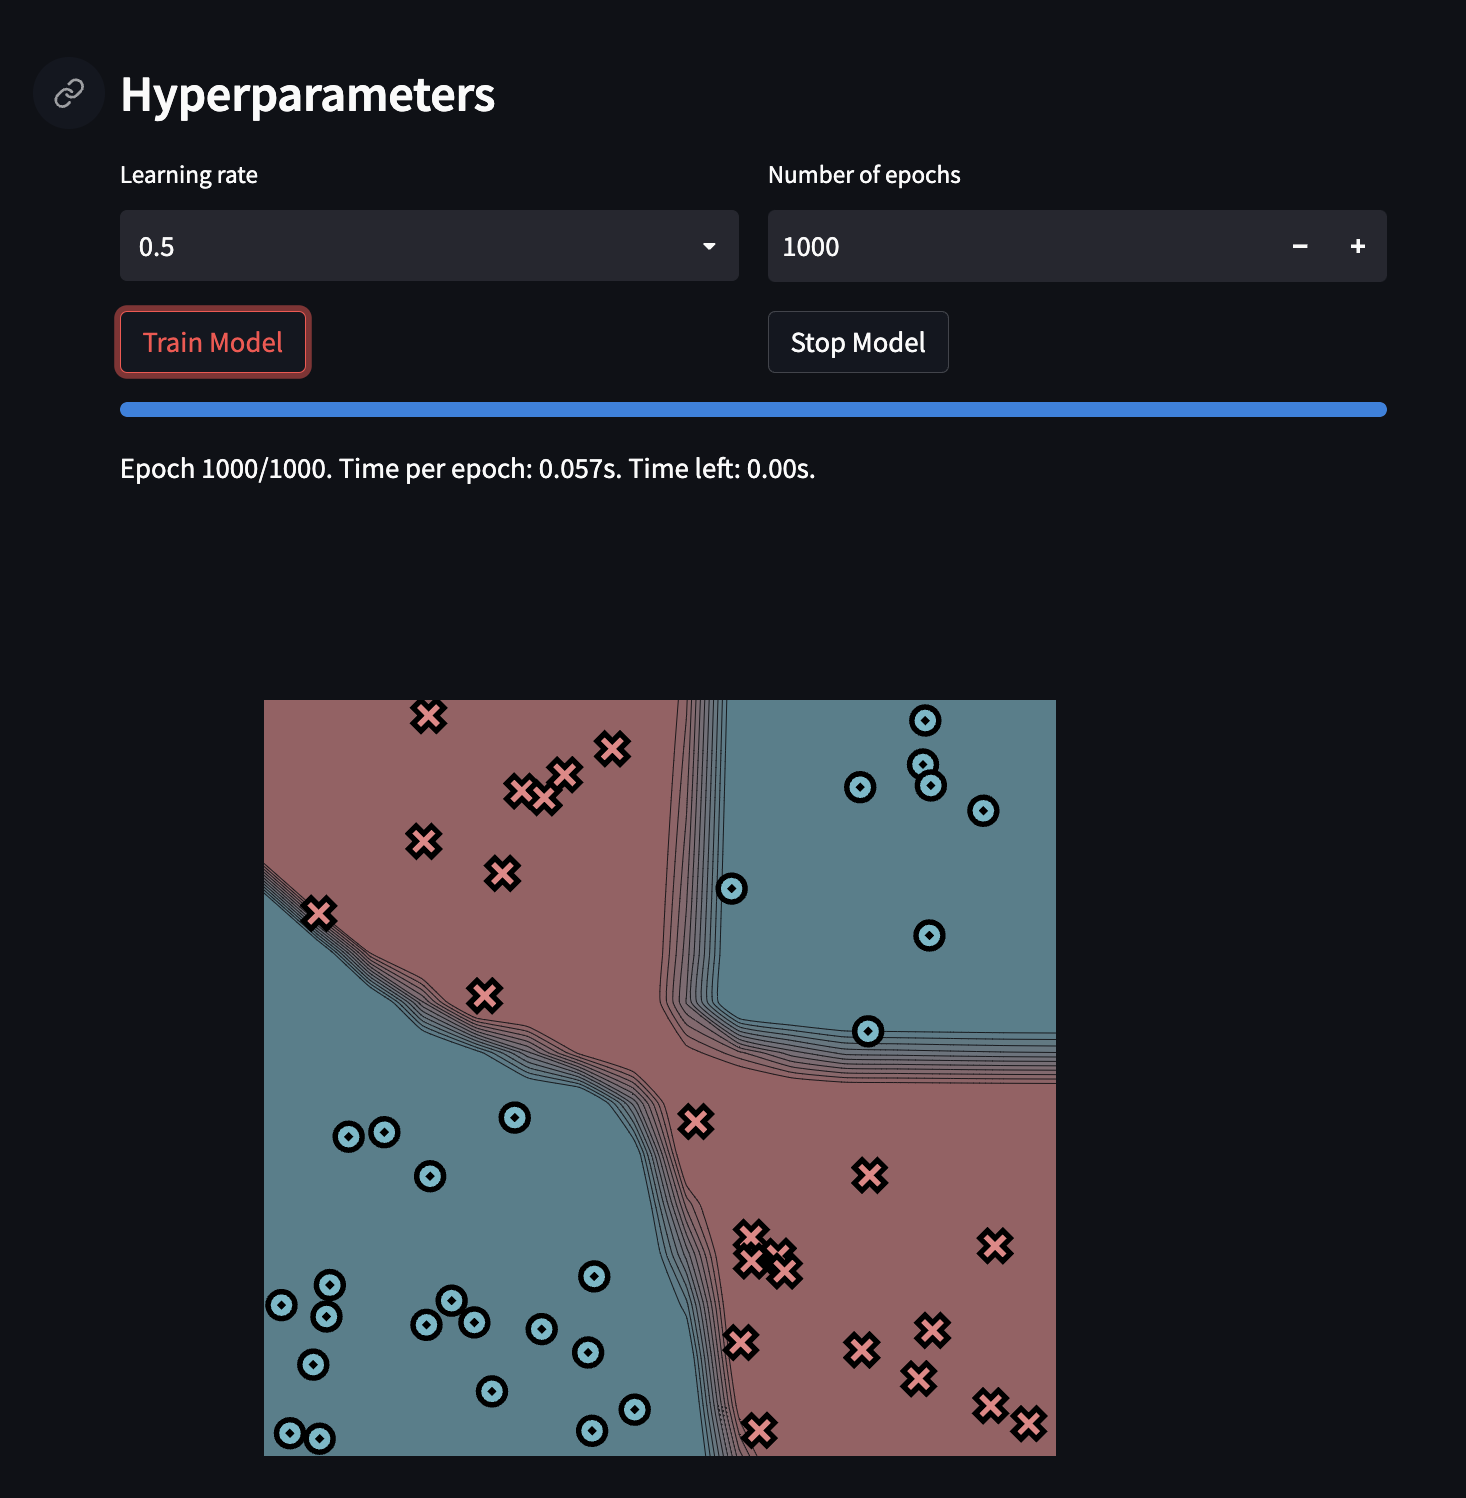 Hyperparameters
Learning rate
Number of epochs
0.5
1000
Train Model
Stop Model
Epoch 1000/1000. Time per epoch: 0.057s. Time left: 0.00s.